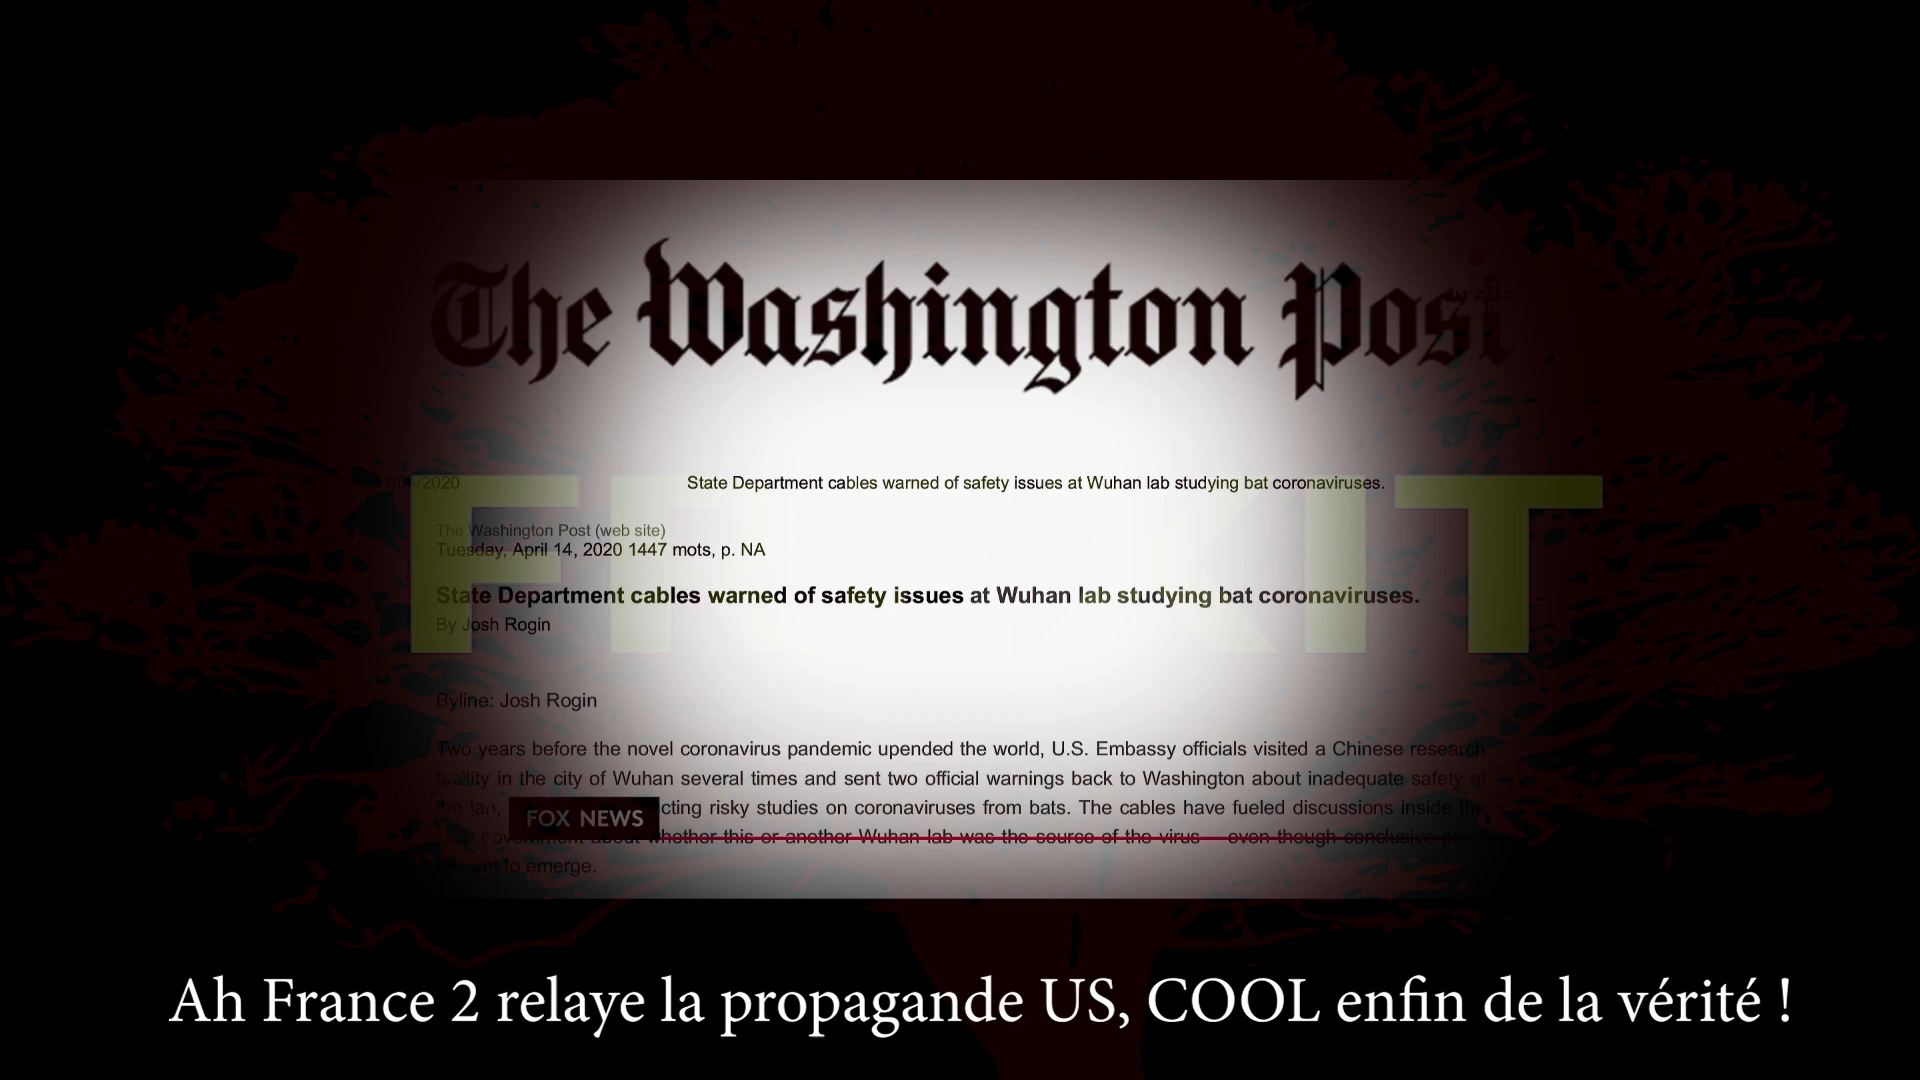 The Washington Post
/2020 State Department cables warned of safety issues at Wuhan lab studying bat coronaviruses.
The Washington Post (web site)
Tuesday, April 14, 2020 1447 mots, p. NA
State Department cables warned of safety issues at Wuhan lab studying bat coronaviruses.
By Josh Rogin
Byline: Josh Rogin
Two years before the novel coronavirus pandemic upended the world, U.S. Embassy officials visited a Chinese research
facility in the city of Wuhan several times and sent two official warnings back to Washington about inadequate safety at
cting risky studies on coronaviruses from bats. The cables have fueled discussions inside the
FOX NEWS
whether this or another Wuhan lab was the source of the virus — even though conclusive
to emerge.
Ah France 2 relaye la propagande US, COOL enfin de la vérité !